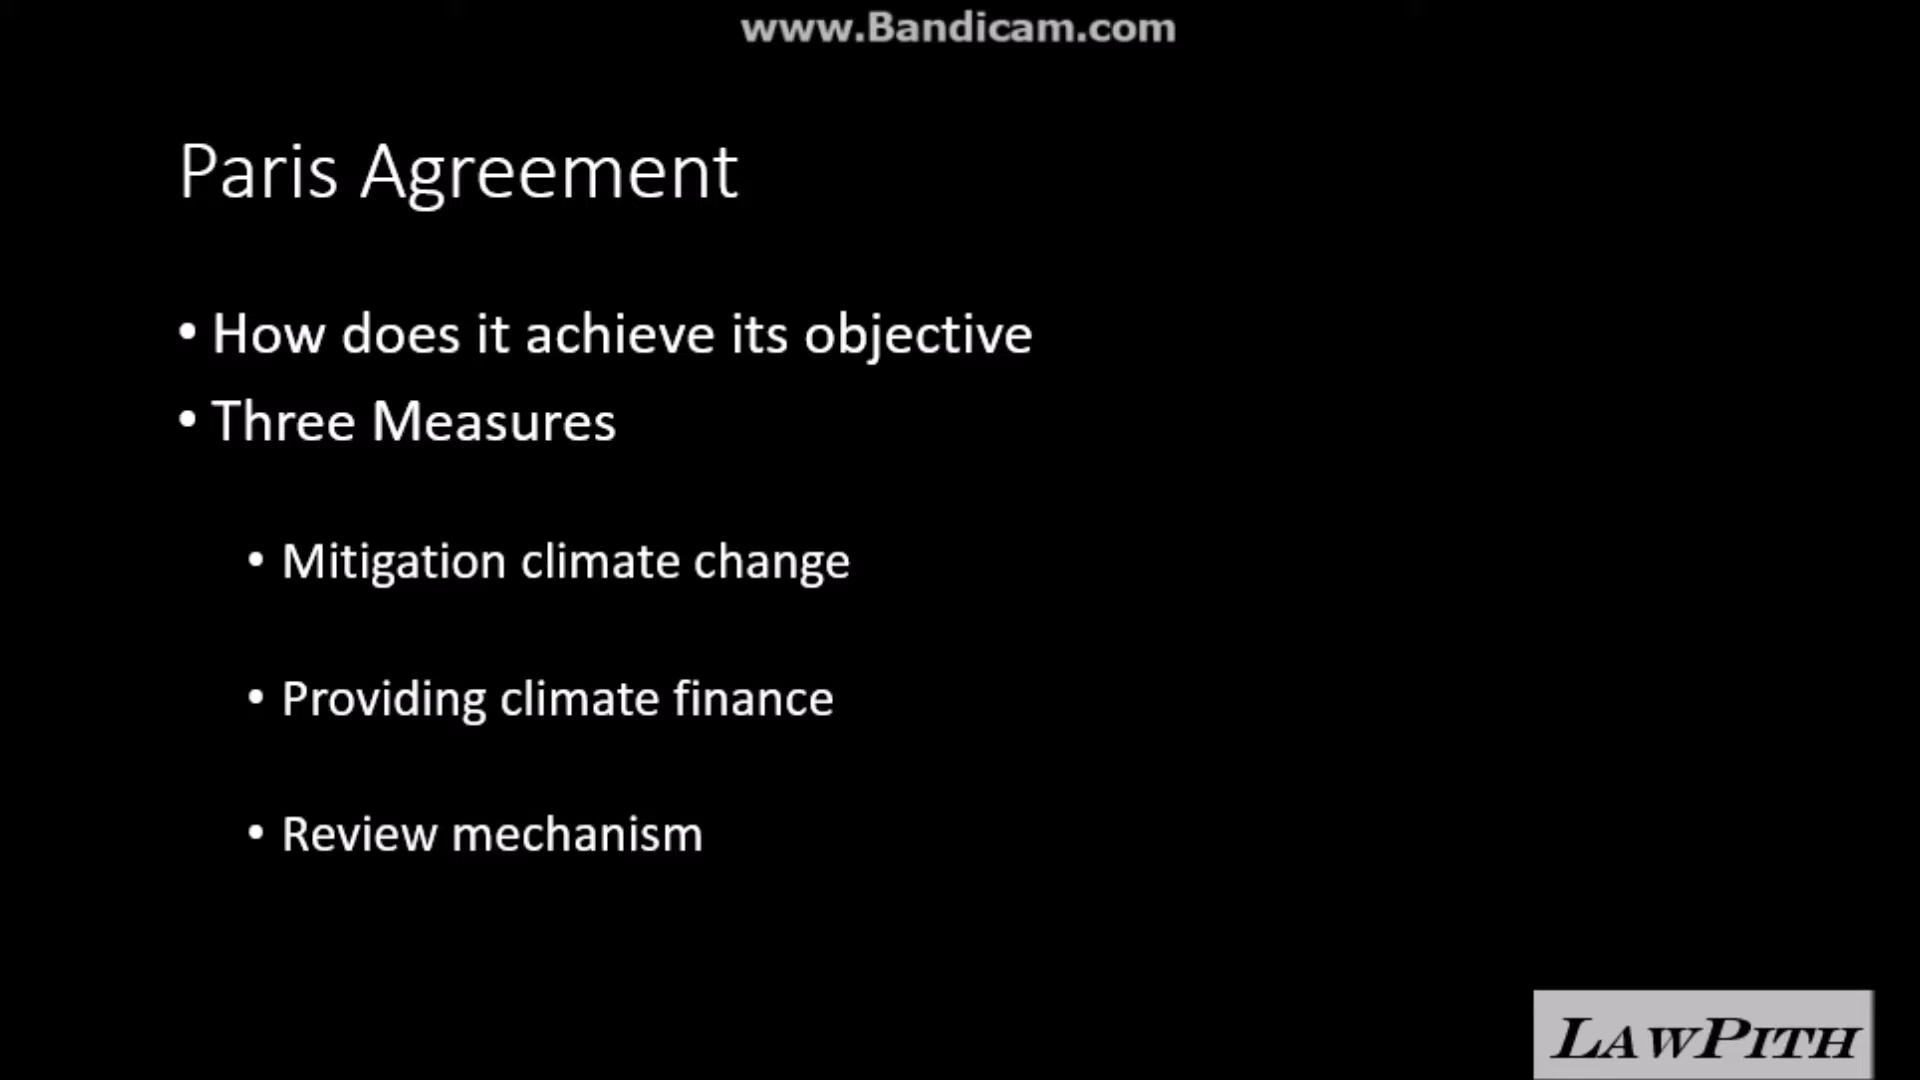 www.Bandicam.com
Paris Agreement
• How does it achieve its objective
• Three Measures
• Mitigation climate change
• Providing climate finance
• Review mechanism
LAWPITH